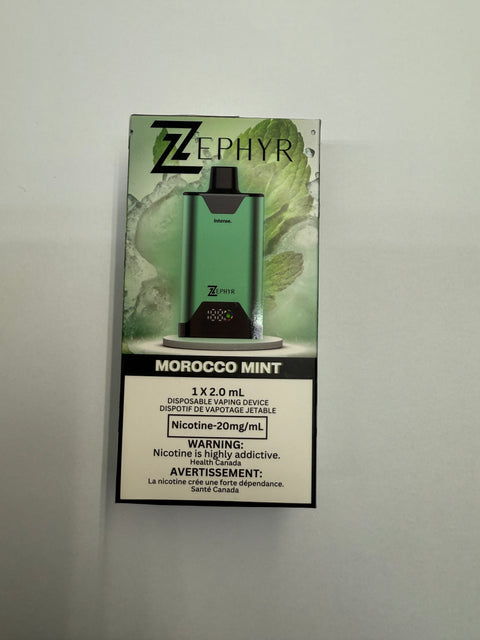 ZEPHYR
Intense.
ZEPHYR
MOROCCO MINT
1 X 2.0 mL
DISPOSABLE VAPING DEVICE
DISPOTIF DE VAPOTAGE JETABLE
Nicotine-20mg/mL
WARNING:
Nicotine is highly addictive.
Health Canada
AVERTISSEMENT:
La nicotine crée une forte dépendance.
Santé Canada